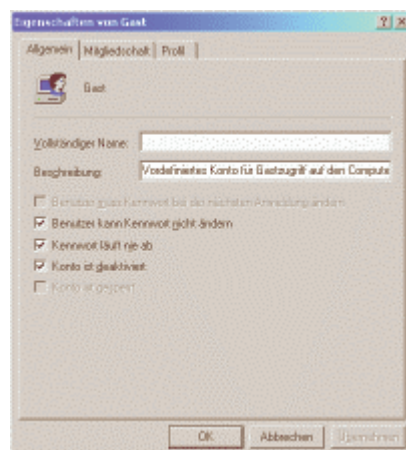 Eigenschaften von Gast
Allgemein Mitgliedschaft Profil
Gast
Vollständiger Name:
Beschreibung: Vordefiniertes Konto für Gastzugriff auf den Compute
Benutzer muss Kennwort bei der nächsten Anmeldung ändern
Benutzer kann Kennwort nicht ändern
Kennwort läuft nie ab
Konto ist deaktiviert
Konto ist gesperrt
OK Abbrechen Übernehmen